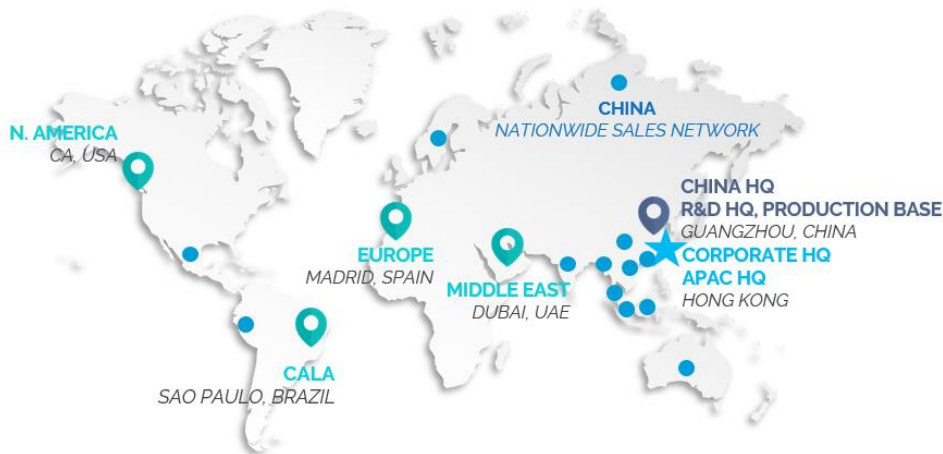 CHINA
NATIONWIDE SALES NETWORK
N. AMERICA
CA, USA
CHINA HQ
R&D HQ, PRODUCTION BASE
GUANGZHOU, CHINA
EUROPE
MADRID, SPAIN
CORPORATE HQ
APAC HQ
HONG KONG
MIDDLE EAST
DUBAI, UAE
CALA
SAO PAULO, BRAZIL